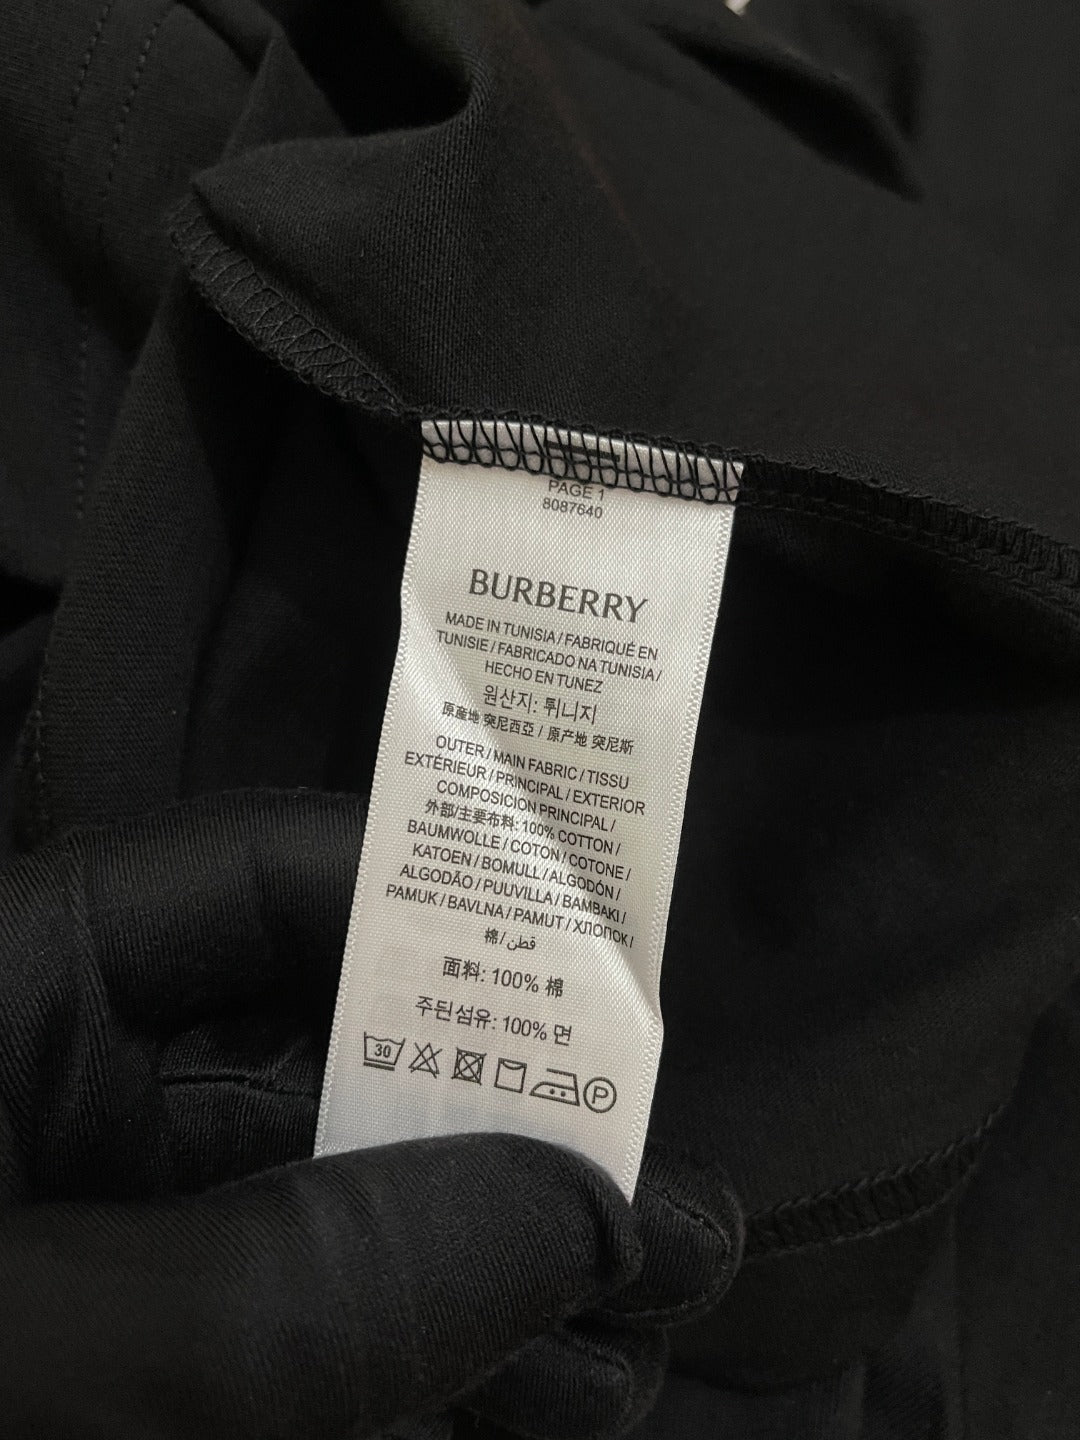 PAGE 1
8087640
BURBERRY
MADE IN TUNISIA / FABRIQUÉ EN
TUNISIE / FABRICADO NA TUNISIA /
HECHO EN TUNEZ
원산지: 튀니지
原產地 突尼西亞 / 原产地 突尼斯
OUTER / MAIN FABRIC / TISSU
EXTÉRIEUR / PRINCIPAL / EXTERIOR
COMPOSICION PRINCIPAL /
外部/主要布料: 100% COTTON /
BAUMWOLLE / COTON / COTONE /
KATOEN / BOMULL / ALGODÓN /
ALGODÃO / PUUVILLA / BAMBAKI /
PAMUK / BAVLNA / PAMUT / ХЛОПОК /
棉 / قطن
面料: 100% 棉
주된섬유: 100% 면
30 P